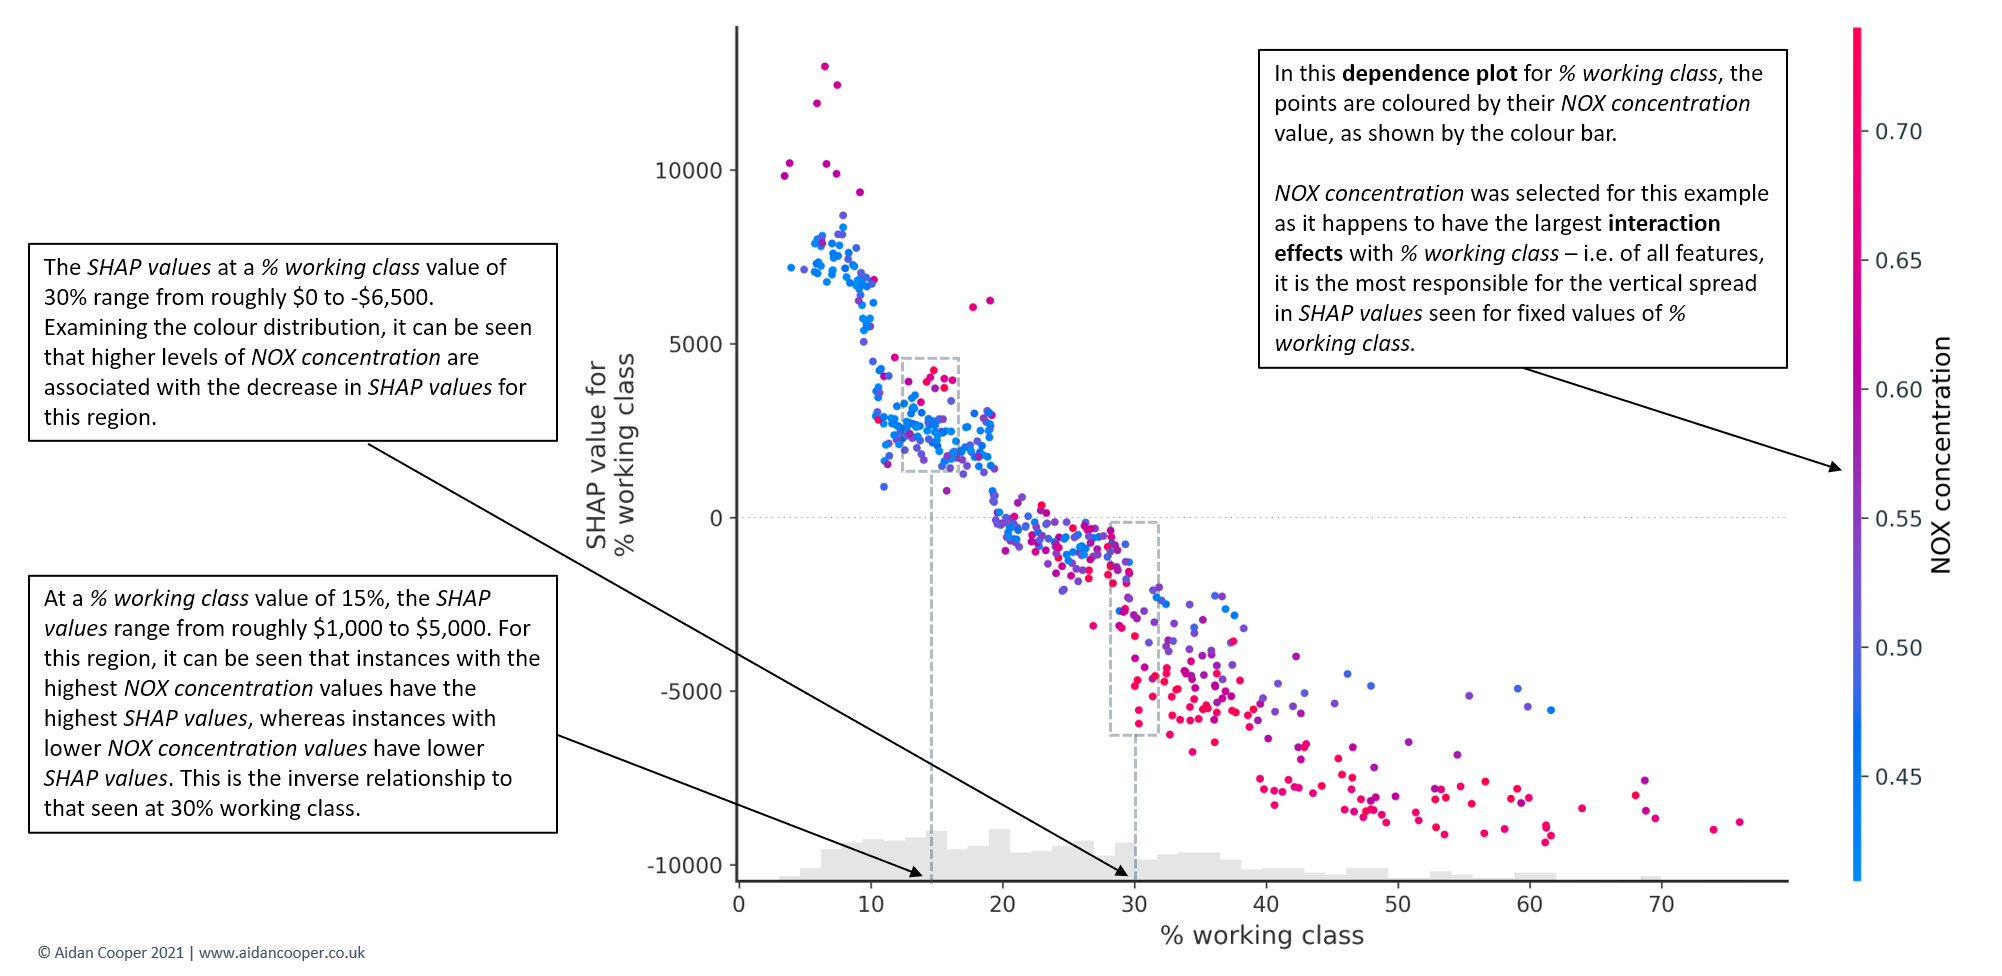 In this dependence plot for % working class, the
points are coloured by their NOX concentration
value, as shown by the colour bar.
NOX concentration was selected for this example
as it happens to have the largest interaction
effects with % working class – i.e. of all features,
it is the most responsible for the vertical spread
in SHAP values seen for fixed values of %
working class.
The SHAP values at a % working class value of
30% range from roughly $0 to -$6,500.
Examining the colour distribution, it can be seen
that higher levels of NOX concentration are
associated with the decrease in SHAP values for
this region.
At a % working class value of 15%, the SHAP
values range from roughly $1,000 to $5,000. For
this region, it can be seen that instances with the
highest NOX concentration values have the
highest SHAP values, whereas instances with
lower NOX concentration values have lower
SHAP values. This is the inverse relationship to
that seen at 30% working class.
SHAP value for
% working class
10000
5000
0
-5000
-10000
0 10 20 30 40 50 60 70
% working class
0.70
0.65
0.60
0.55
0.50
0.45
NOX concentration
© Aidan Cooper 2021 | www.aidancooper.co.uk